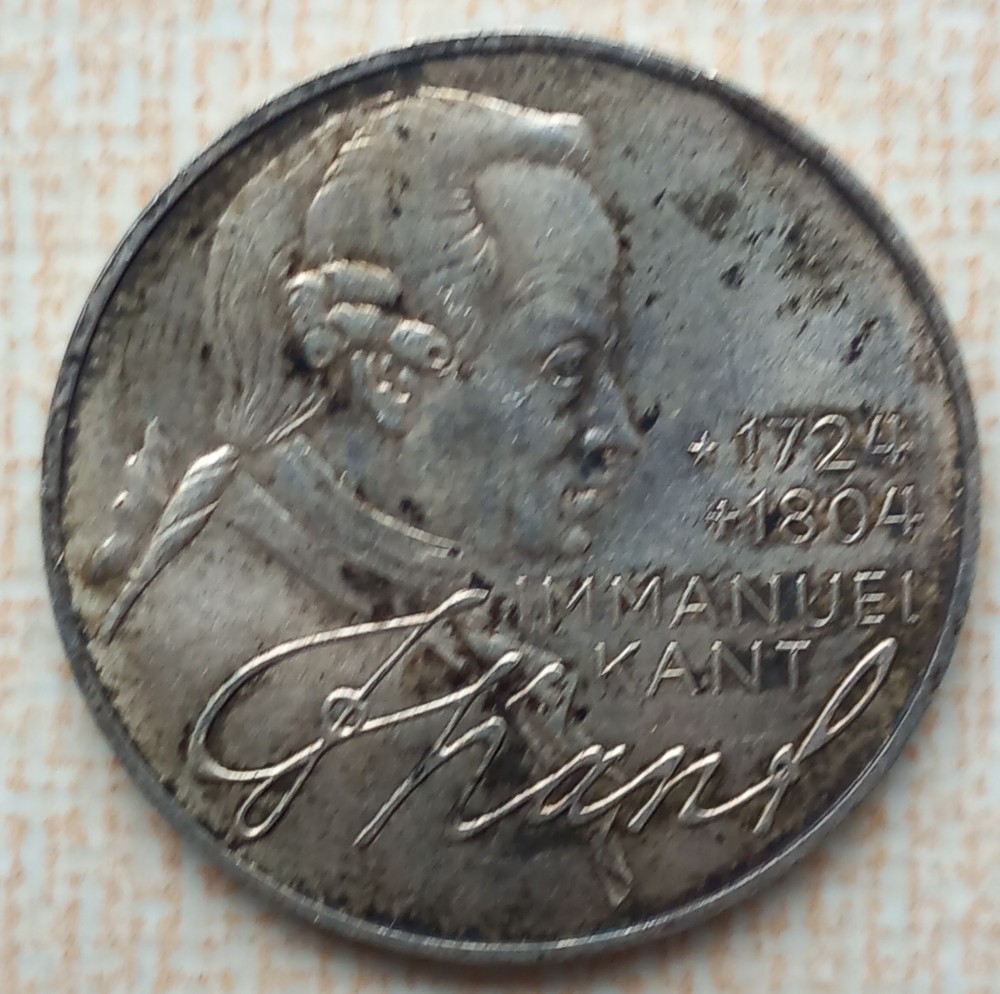 * 1724
+ 1804
IMMANUEL
KANT
I Kant